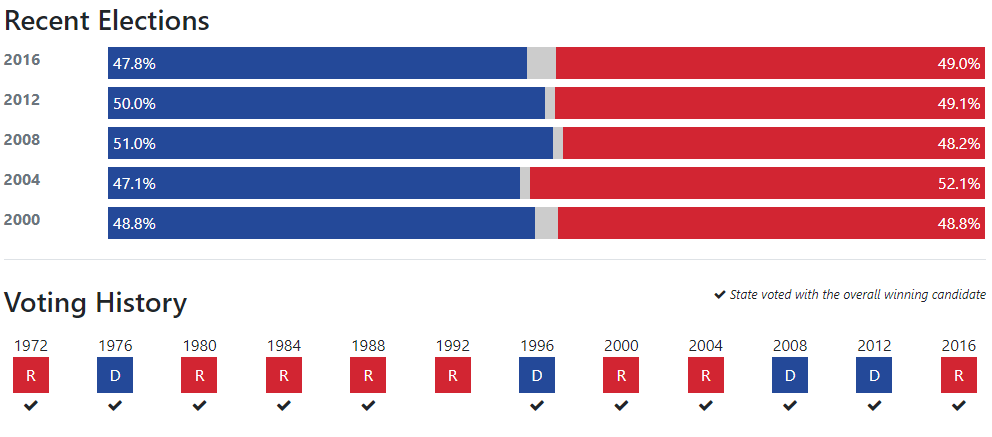 Recent Elections
2016 47.8% 49.0%
2012 50.0% 49.1%
2008 51.0% 48.2%
2004 47.1% 52.1%
2000 48.8% 48.8%
Voting History
✔ State voted with the overall winning candidate
1972 1976 1980 1984 1988 1992 1996 2000 2004 2008 2012 2016
R D R R R R D R R D D R
✔ ✔ ✔ ✔ ✔ ✔ ✔ ✔ ✔ ✔ ✔